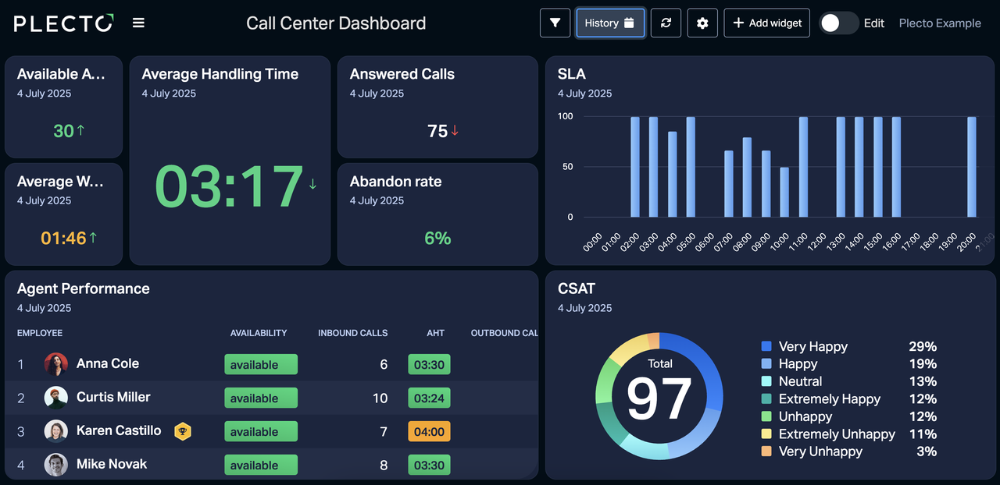 PLECTO
Call Center Dashboard
History
+ Add widget
Edit
Plecto Example
Available A...
4 July 2025
30↑
Average W...
4 July 2025
01:46↑
Average Handling Time
4 July 2025
03:17↓
Answered Calls
4 July 2025
75↓
Abandon rate
4 July 2025
6%
SLA
4 July 2025
100
50
0
00:00 01:00 02:00 03:00 04:00 05:00 06:00 07:00 08:00 09:00 10:00 11:00 12:00 13:00 14:00 15:00 16:00 17:00 18:00 19:00 20:00 21:00
Agent Performance
4 July 2025
EMPLOYEE AVAILABILITY INBOUND CALLS AHT OUTBOUND CAL
1 Anna Cole available 6 03:30
2 Curtis Miller available 10 03:24
3 Karen Castillo available 7 04:00
4 Mike Novak available 8 03:30
CSAT
4 July 2025
Total
97
Very Happy 29%
Happy 19%
Neutral 13%
Extremely Happy 12%
Unhappy 12%
Extremely Unhappy 11%
Very Unhappy 3%